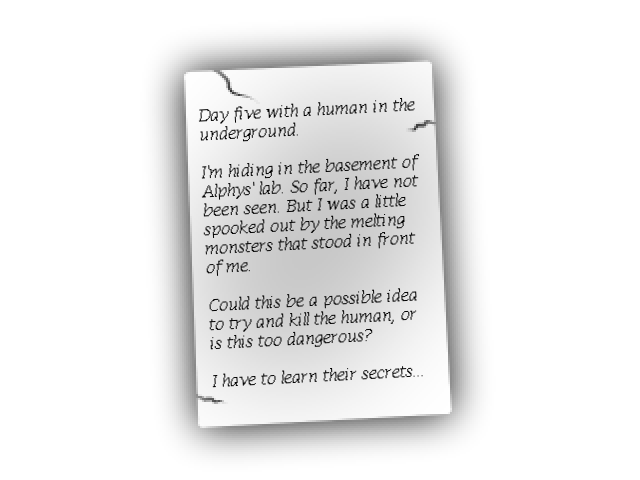 Day five with a human in the
underground.
I'm hiding in the basement of
Alphys' lab. So far, I have not
been seen. But I was a little
spooked out by the melting
monsters that stood in front
of me.
Could this be a possible idea
to try and kill the human, or
is this too dangerous?
I have to learn their secrets...